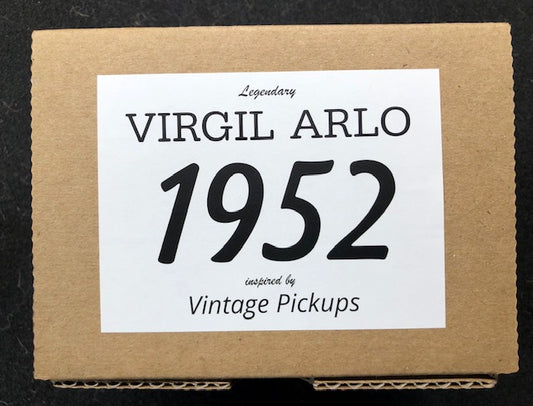 Legendary
VIRGIL ARLO
1952
inspired by
Vintage Pickups